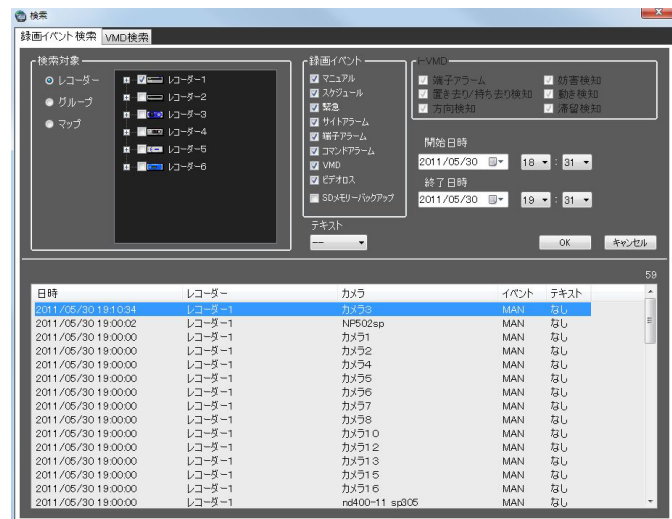 検索
録画イベント検索 VMD検索
検索対象
レコーダー
グループ
マップ
レコーダー1
レコーダー2
レコーダー3
レコーダー4
レコーダー5
レコーダー6
録画イベント
マニュアル
スケジュール
緊急
サイトアラーム
端子アラーム
コマンドアラーム
VMD
ビデオロス
SDメモリーバックアップ
テキスト
--
i-VMD
端子アラーム 妨害検知
置き去り/持ち去り検知 動き検知
方向検知 滞留検知
開始日時
2011/05/30 18 : 31
終了日時
2011/05/30 19 : 31
OK キャンセル
59
日時 レコーダー カメラ イベント テキスト
2011/05/30 19:10:34 レコーダー1 カメラ3 MAN なし
2011/05/30 19:00:02 レコーダー1 NP502sp MAN なし
2011/05/30 19:00:00 レコーダー1 カメラ1 MAN なし
2011/05/30 19:00:00 レコーダー1 カメラ2 MAN なし
2011/05/30 19:00:00 レコーダー1 カメラ4 MAN なし
2011/05/30 19:00:00 レコーダー1 カメラ5 MAN なし
2011/05/30 19:00:00 レコーダー1 カメラ6 MAN なし
2011/05/30 19:00:00 レコーダー1 カメラ7 MAN なし
2011/05/30 19:00:00 レコーダー1 カメラ8 MAN なし
2011/05/30 19:00:00 レコーダー1 カメラ10 MAN なし
2011/05/30 19:00:00 レコーダー1 カメラ12 MAN なし
2011/05/30 19:00:00 レコーダー1 カメラ13 MAN なし
2011/05/30 19:00:00 レコーダー1 カメラ15 MAN なし
2011/05/30 19:00:00 レコーダー1 カメラ16 MAN なし
2011/05/30 19:00:00 レコーダー1 nd400-11 sp305 MAN なし